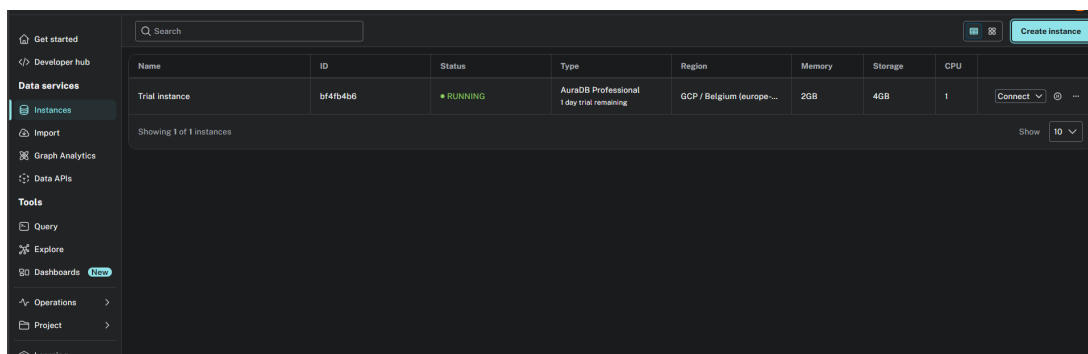 Get started
Developer hub
Data services
Instances
Import
Graph Analytics
Data APIs
Tools
Query
Explore
Dashboards New
Operations
Project
Search
Create instance
Name ID Status Type Region Memory Storage CPU
Trial instance bf4fb4b6 RUNNING AuraDB Professional GCP / Belgium (europe-... 2GB 4GB 1 Connect
1 day trial remaining
Showing 1 of 1 instances Show 10